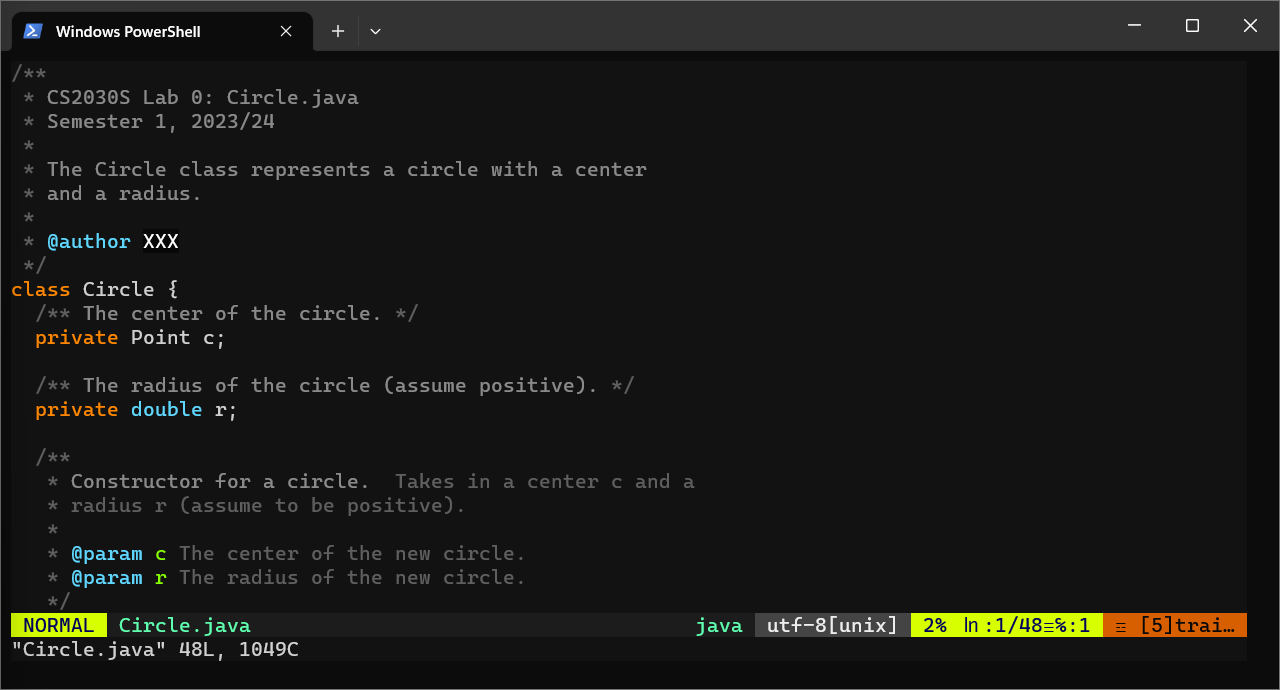 Windows PowerShell
/**
 * CS2030S Lab 0: Circle.java
 * Semester 1, 2023/24
 *
 * The Circle class represents a circle with a center
 * and a radius.
 *
 * @author XXX
 */
class Circle {
  /** The center of the circle. */
  private Point c;

  /** The radius of the circle (assume positive). */
  private double r;

  /**
   * Constructor for a circle.  Takes in a center c and a
   * radius r (assume to be positive).
   *
   * @param c The center of the new circle.
   * @param r The radius of the new circle.
   */
NORMAL Circle.java java utf-8[unix] 2% ㏑:1/48≡℅:1 ☲ [5]trai…
"Circle.java" 48L, 1049C